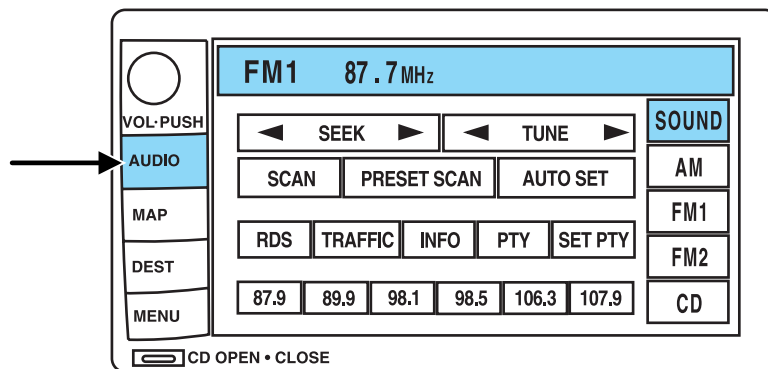 FM1 87.7 MHz
VOL·PUSH
AUDIO
MAP
DEST
MENU
◄ SEEK ► ◄ TUNE ►
SCAN PRESET SCAN AUTO SET
RDS TRAFFIC INFO PTY SET PTY
87.9 89.9 98.1 98.5 106.3 107.9
SOUND
AM
FM1
FM2
CD
CD OPEN • CLOSE